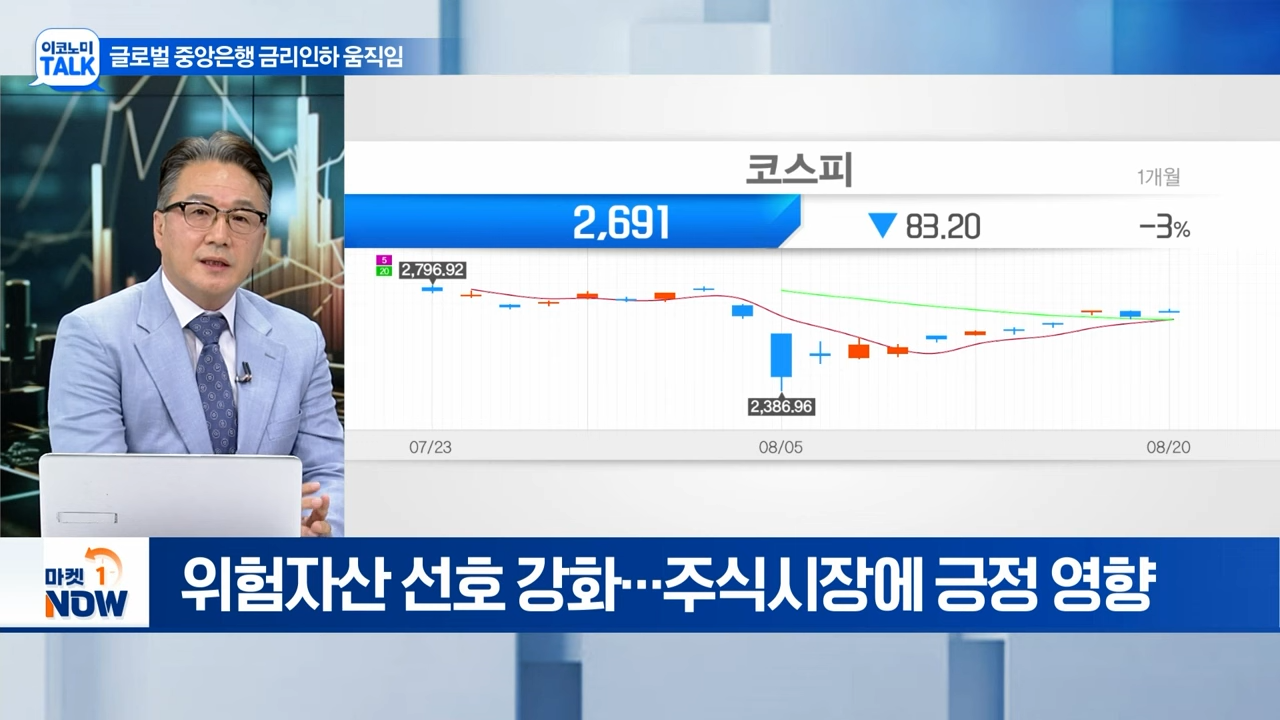 이코노미
TALK
글로벌 중앙은행 금리인하 움직임
코스피
1개월
2,691
▼ 83.20
-3%
5
20
2,796.92
2,386.96
07/23
08/05
08/20
마켓 1
NOW
위험자산 선호 강화…주식시장에 긍정 영향